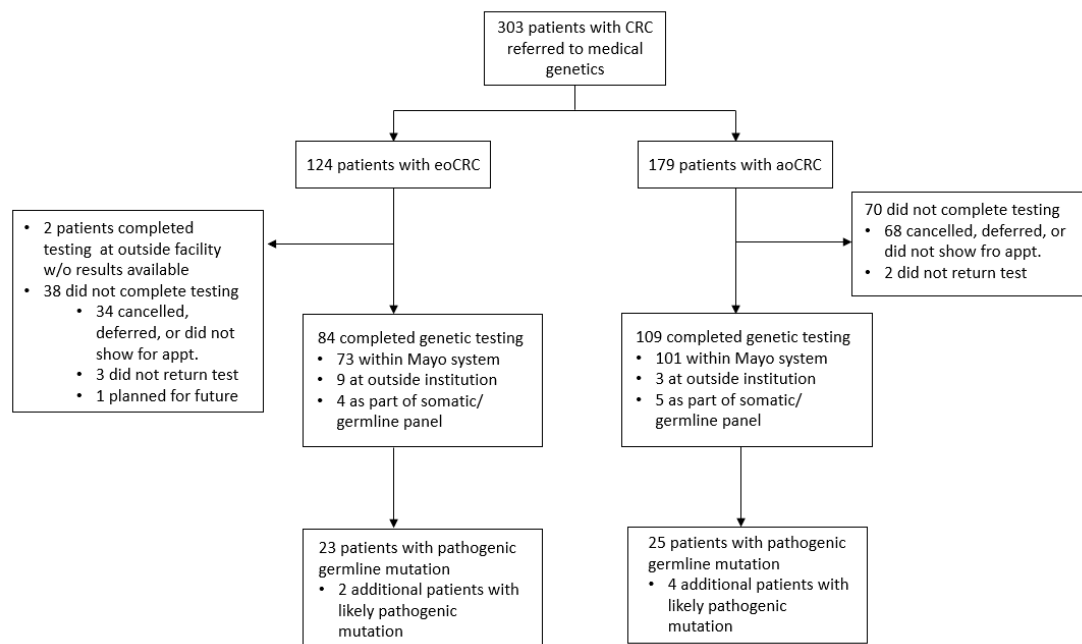 303 patients with CRC
referred to medical
genetics
124 patients with eoCRC
179 patients with aoCRC
• 2 patients completed
testing at outside facility
w/o results available
• 38 did not complete testing
• 34 cancelled,
deferred, or did not
show for appt.
• 3 did not return test
• 1 planned for future
70 did not complete testing
• 68 cancelled, deferred, or
did not show fro appt.
• 2 did not return test
84 completed genetic testing
• 73 within Mayo system
• 9 at outside institution
• 4 as part of somatic/
germline panel
109 completed genetic testing
• 101 within Mayo system
• 3 at outside institution
• 5 as part of somatic/
germline panel
23 patients with pathogenic
germline mutation
• 2 additional patients with
likely pathogenic
mutation
25 patients with pathogenic
germline mutation
• 4 additional patients with
likely pathogenic
mutation